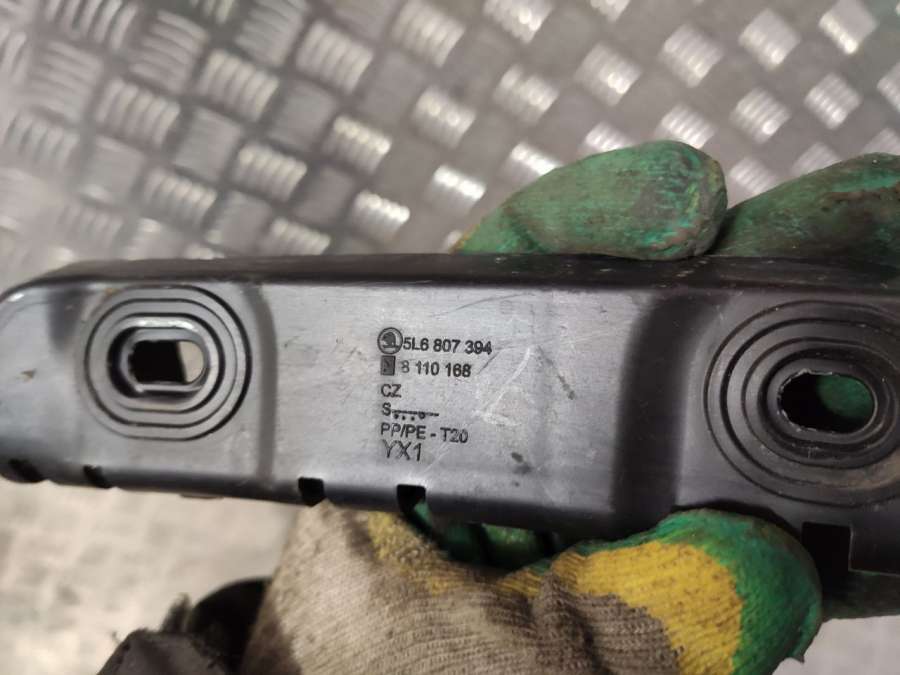 5L6 807 394
8 110 168
CZ
S
PP/PE - T20
YX1